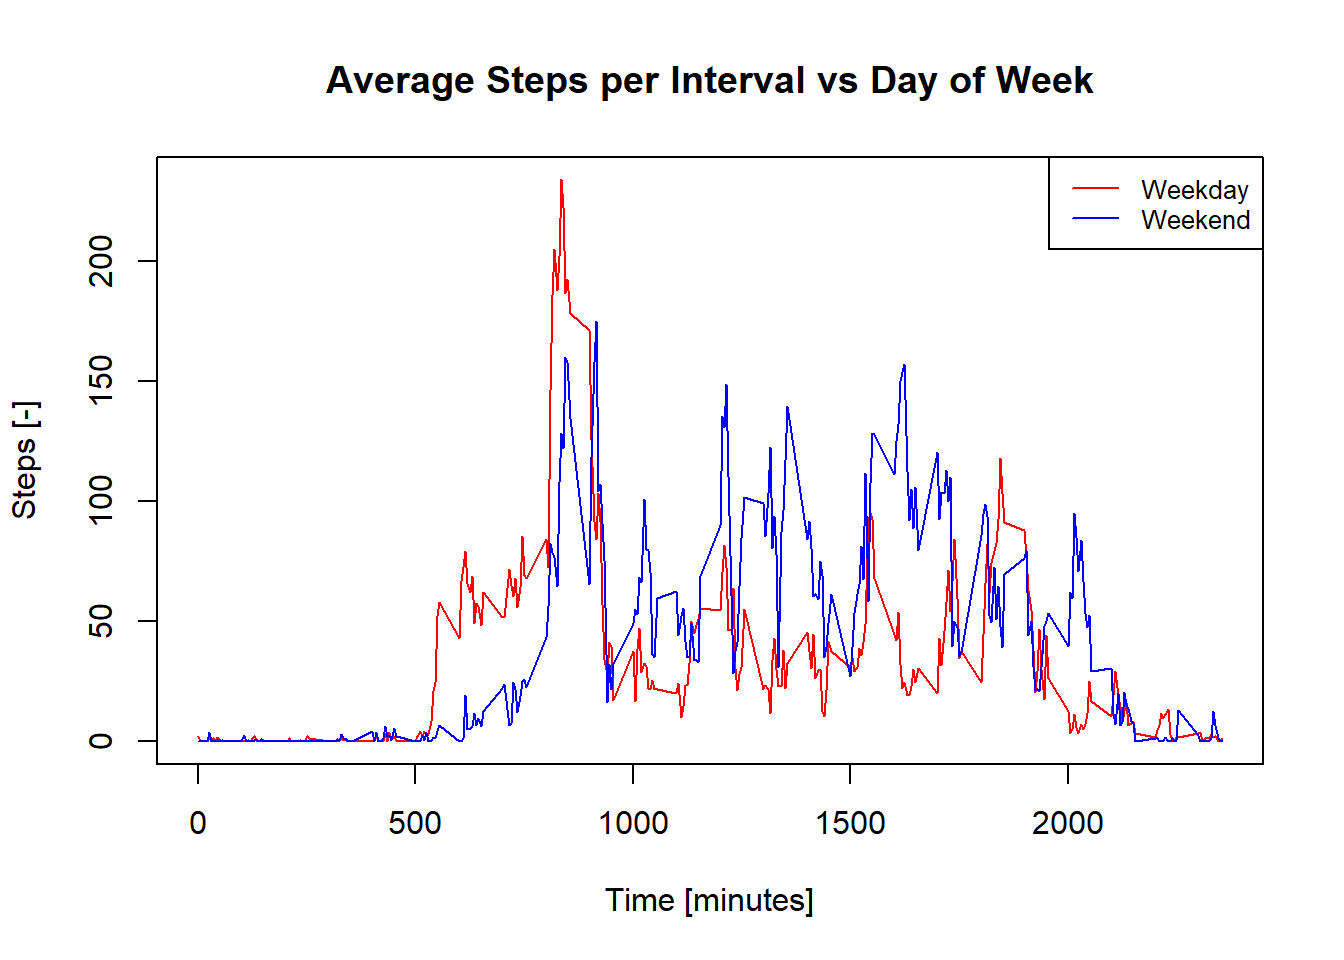 Average Steps per Interval vs Day of Week
Weekday
Weekend
Steps [-]
200
150
100
50
0
0 500 1000 1500 2000
Time [minutes]